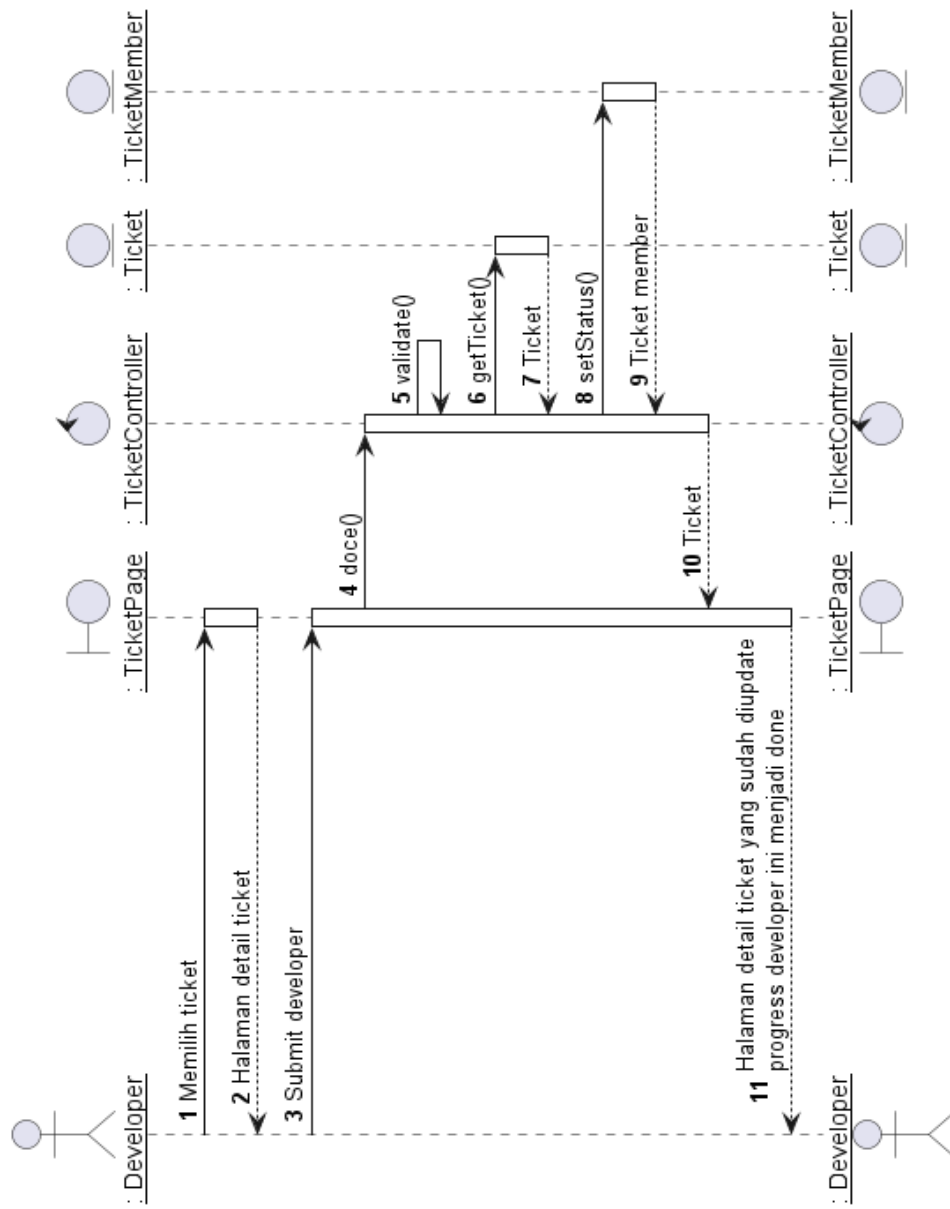 : Developer
: TicketPage
: TicketController
: Ticket
: TicketMember
1 Memilih ticket
2 Halaman detail ticket
3 Submit developer
4 doce()
5 validate()
6 getTicket()
7 Ticket
8 setStatus()
9 Ticket member
10 Ticket
11 Halaman detail ticket yang sudah diupdate
progress developer ini menjadi done
: Developer
: TicketPage
: TicketController
: Ticket
: TicketMember